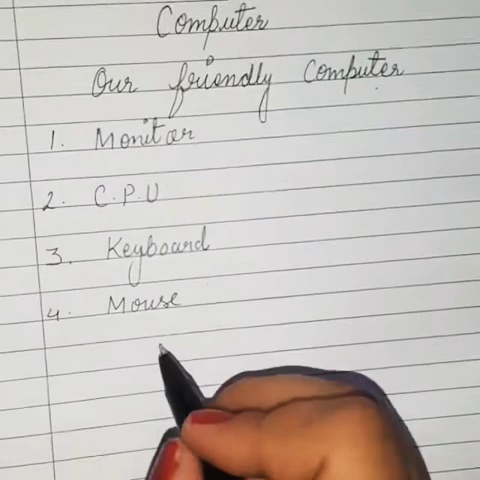 Computer
Our friendly Computer
1. Monitor
2. C.P.U
3. Keyboard
4. Mouse